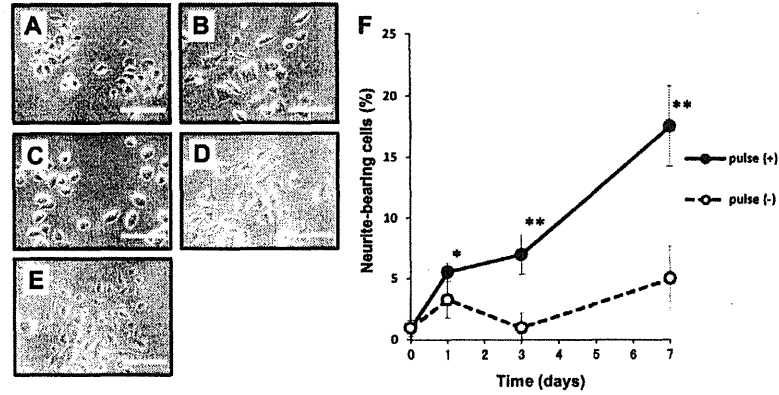 A
B
C
D
E
F
25
20
15
10
5
0
Neurite-bearing cells (%)
*
**
**
0 1 2 3 4 5 6 7
Time (days)
pulse (+)
pulse (-)